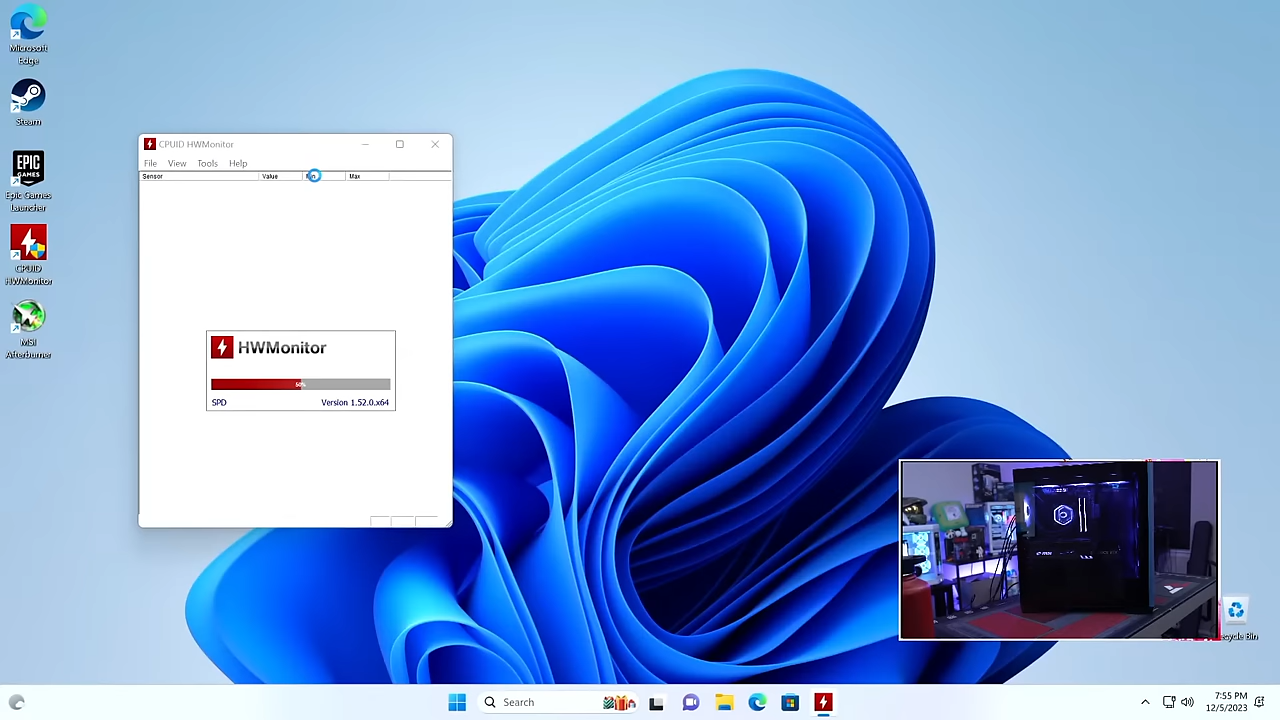 Microsoft
Edge
Steam
EPIC
GAMES
Epic Games
Launcher
CPUID
HWMonitor
MSI
Afterburner
CPUID HWMonitor
File View Tools Help
Sensor Value Max
HWMonitor
50%
SPD Version 1.52.0.x64
Search
7:55 PM
12/5/2023